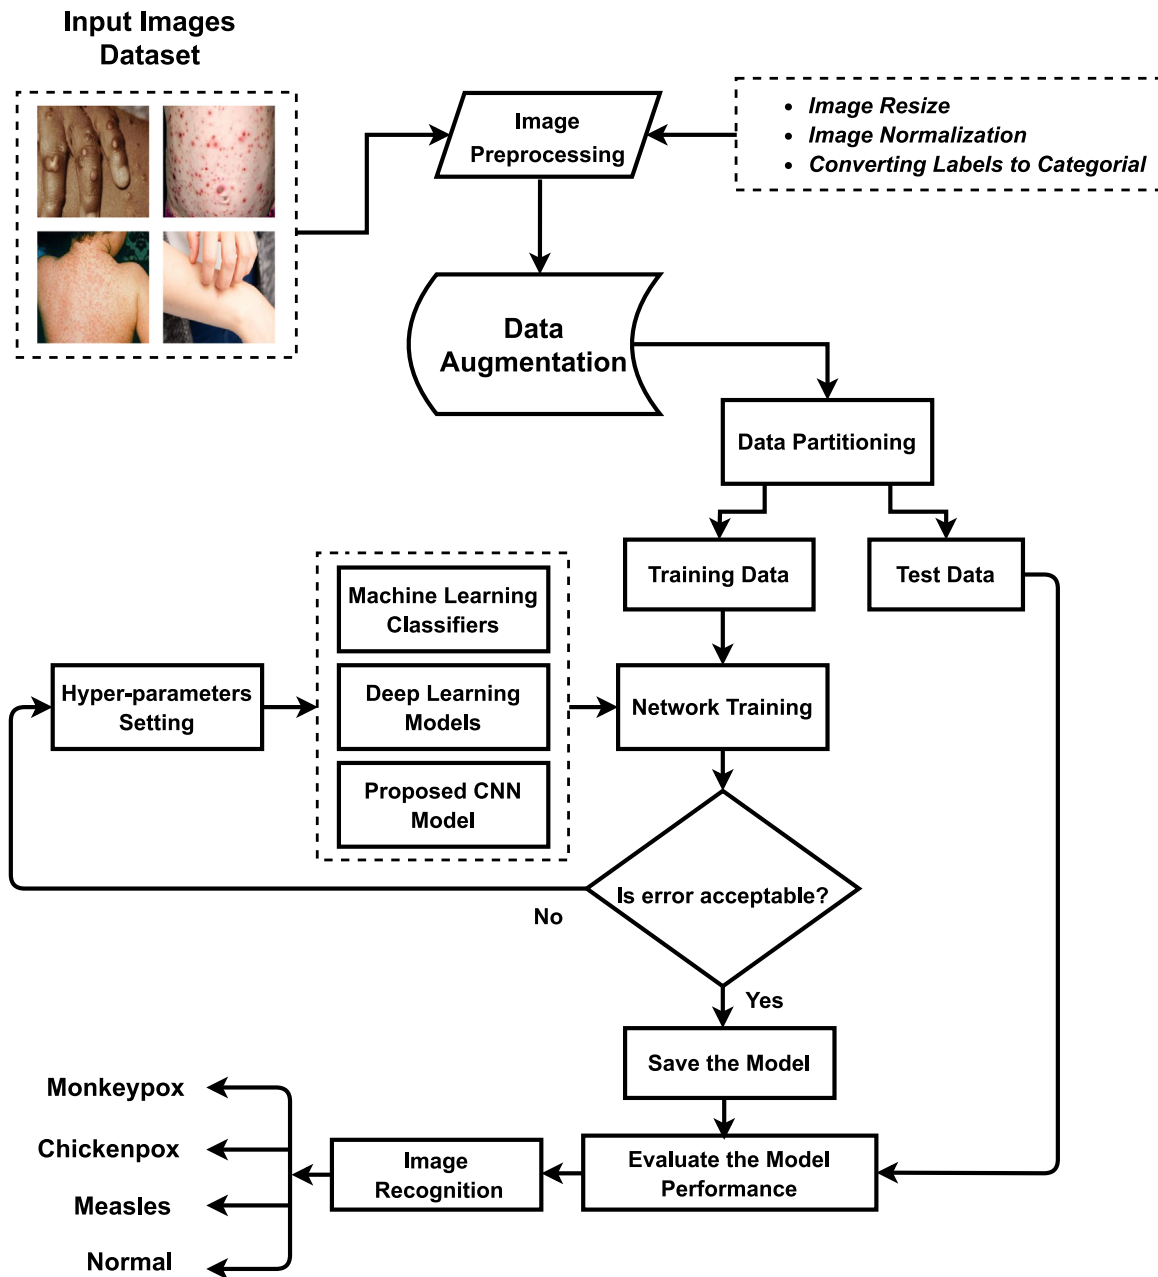 Input Images
Dataset
Image
Preprocessing
• Image Resize
• Image Normalization
• Converting Labels to Categorial
Data
Augmentation
Data Partitioning
Training Data
Test Data
Machine Learning
Classifiers
Hyper-parameters
Setting
Deep Learning
Models
Network Training
Proposed CNN
Model
Is error acceptable?
No
Yes
Save the Model
Evaluate the Model
Performance
Image
Recognition
Monkeypox
Chickenpox
Measles
Normal